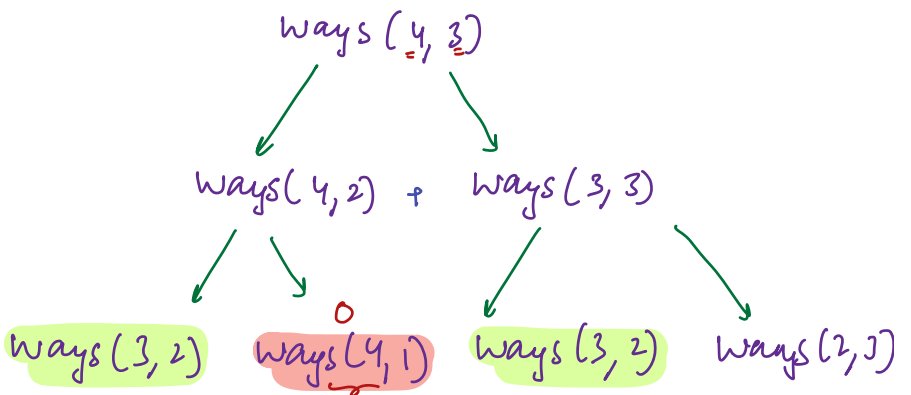 ways (4, 3)
ways(4, 2) + ways (3, 3)
0
ways (3, 2) ways(4, 1) ways (3, 2) ways (2, 3)